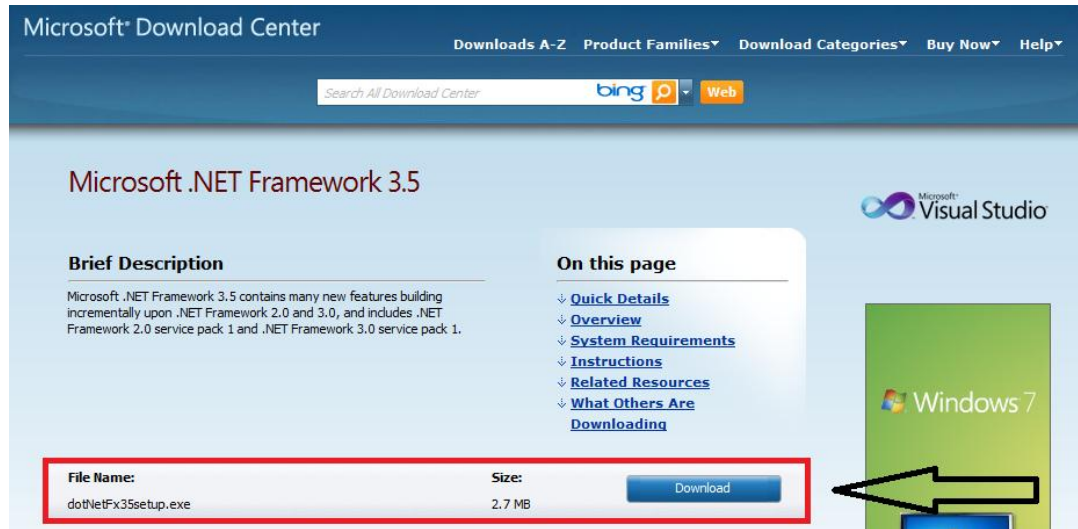 Microsoft® Download Center
Downloads A-Z Product Families Download Categories Buy Now Help
Search All Download Center bing Web
Microsoft .NET Framework 3.5
Microsoft®
Visual Studio®
Brief Description
Microsoft .NET Framework 3.5 contains many new features building
incrementally upon .NET Framework 2.0 and 3.0, and includes .NET
Framework 2.0 service pack 1 and .NET Framework 3.0 service pack 1.
On this page
Quick Details
Overview
System Requirements
Instructions
Related Resources
What Others Are
Downloading
Windows 7
File Name: Size:
Download
dotNetFx35setup.exe 2.7 MB